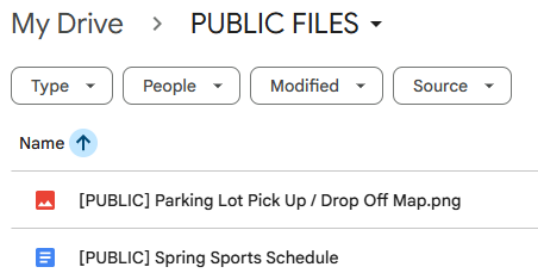 My Drive > PUBLIC FILES
Type People Modified Source
Name
[PUBLIC] Parking Lot Pick Up / Drop Off Map.png
[PUBLIC] Spring Sports Schedule